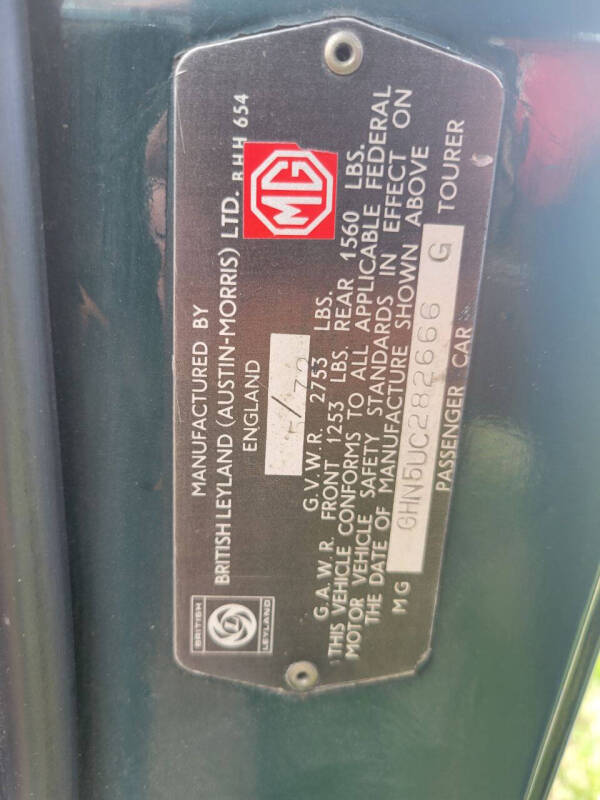 MANUFACTURED BY
BRITISH LEYLAND (AUSTIN-MORRIS) LTD. BHH 654
ENGLAND
MG
5/72
G.V.W.R. 2753 LBS.
G.A.W.R. FRONT 1253 LBS. REAR 1560 LBS.
THIS VEHICLE CONFORMS TO ALL APPLICABLE FEDERAL
MOTOR VEHICLE SAFETY STANDARDS IN EFFECT ON
THE DATE OF MANUFACTURE SHOWN ABOVE
MG GHN5UC282666 G
PASSENGER CAR TOURER
BRITISH
L
LEYLAND